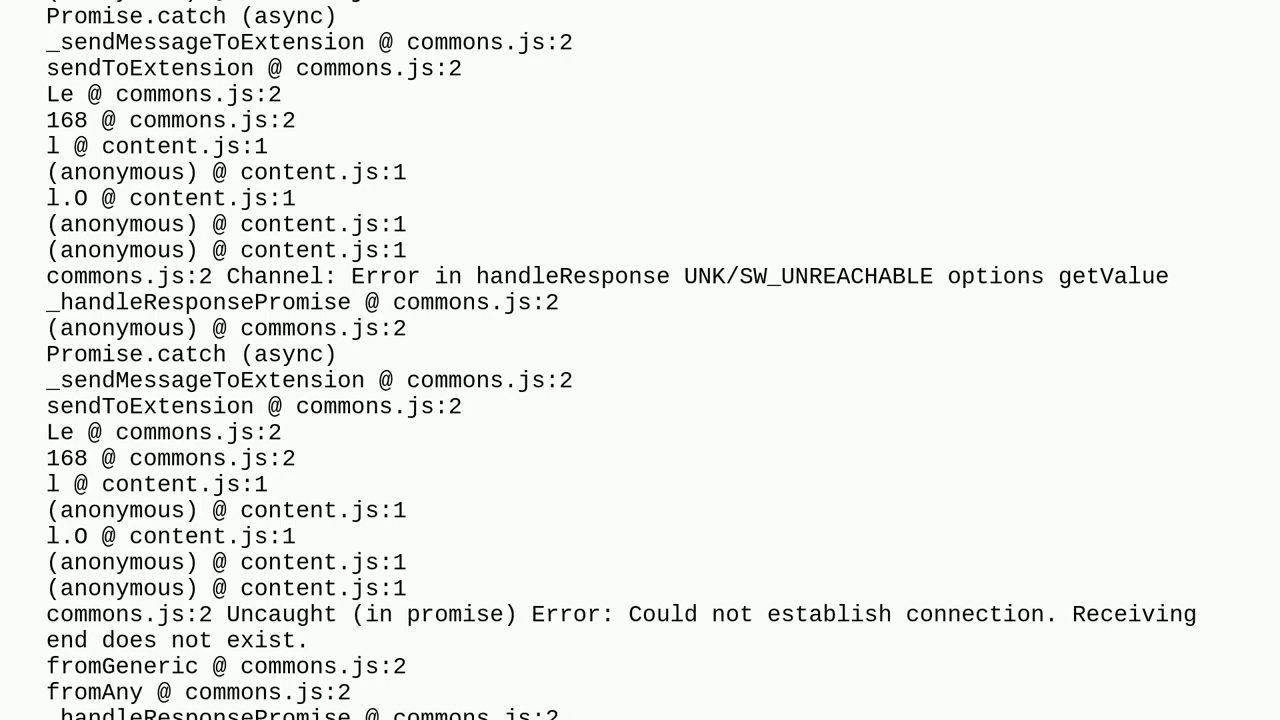 Promise.catch (async)
_sendMessageToExtension @ commons.js:2
sendToExtension @ commons.js:2
Le @ commons.js:2
168 @ commons.js:2
l @ content.js:1
(anonymous) @ content.js:1
l.O @ content.js:1
(anonymous) @ content.js:1
(anonymous) @ content.js:1
commons.js:2 Channel: Error in handleResponse UNK/SW_UNREACHABLE options getValue
_handleResponsePromise @ commons.js:2
(anonymous) @ commons.js:2
Promise.catch (async)
_sendMessageToExtension @ commons.js:2
sendToExtension @ commons.js:2
Le @ commons.js:2
168 @ commons.js:2
l @ content.js:1
(anonymous) @ content.js:1
l.O @ content.js:1
(anonymous) @ content.js:1
(anonymous) @ content.js:1
commons.js:2 Uncaught (in promise) Error: Could not establish connection. Receiving
end does not exist.
fromGeneric @ commons.js:2
fromAny @ commons.js:2
_handleResponsePromise @ commons.js:2